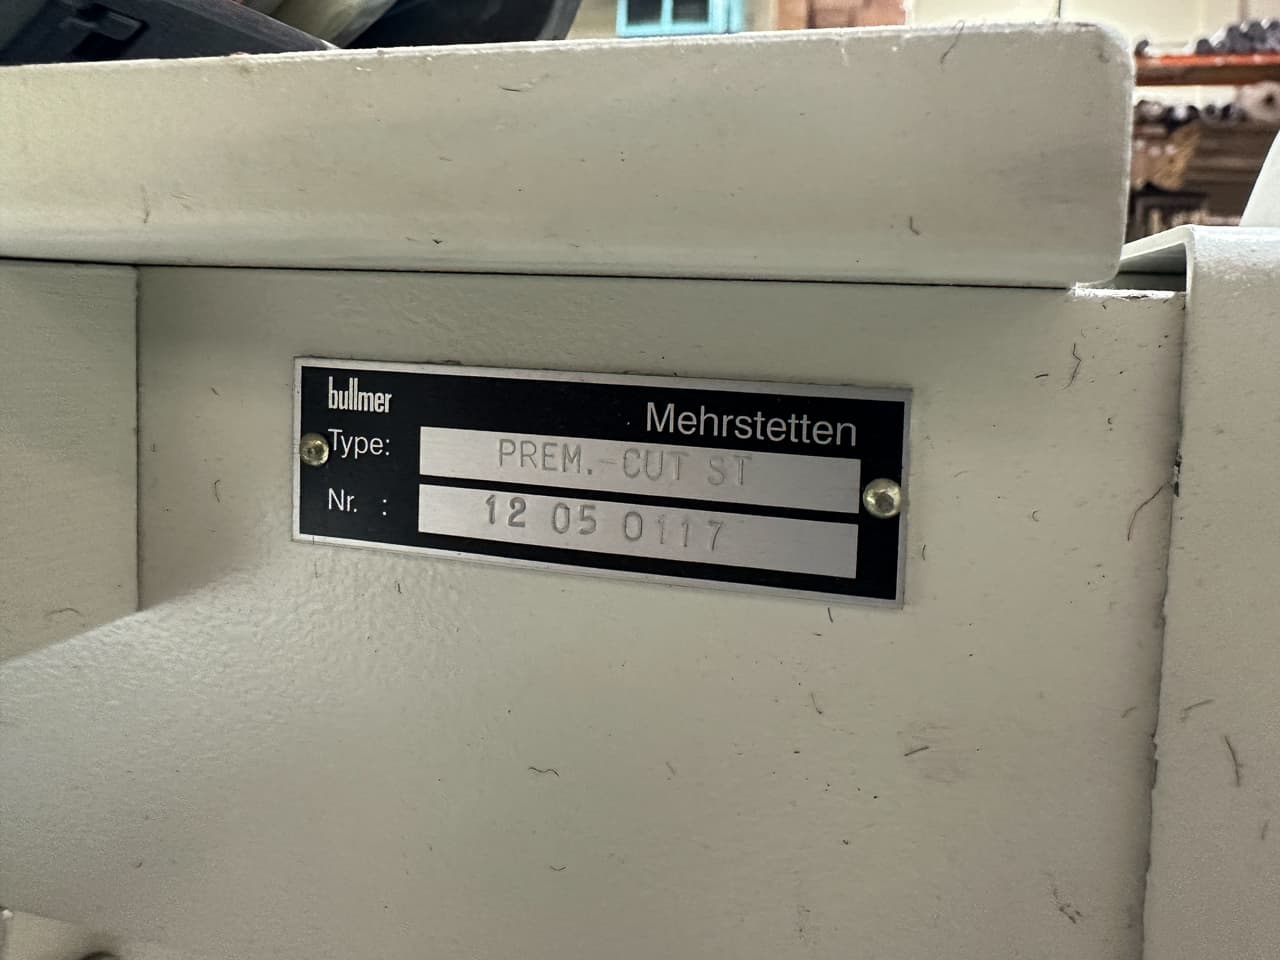 bullmer
Mehrstetten
Type: PREM.-CUT ST
Nr. : 12 05 0117